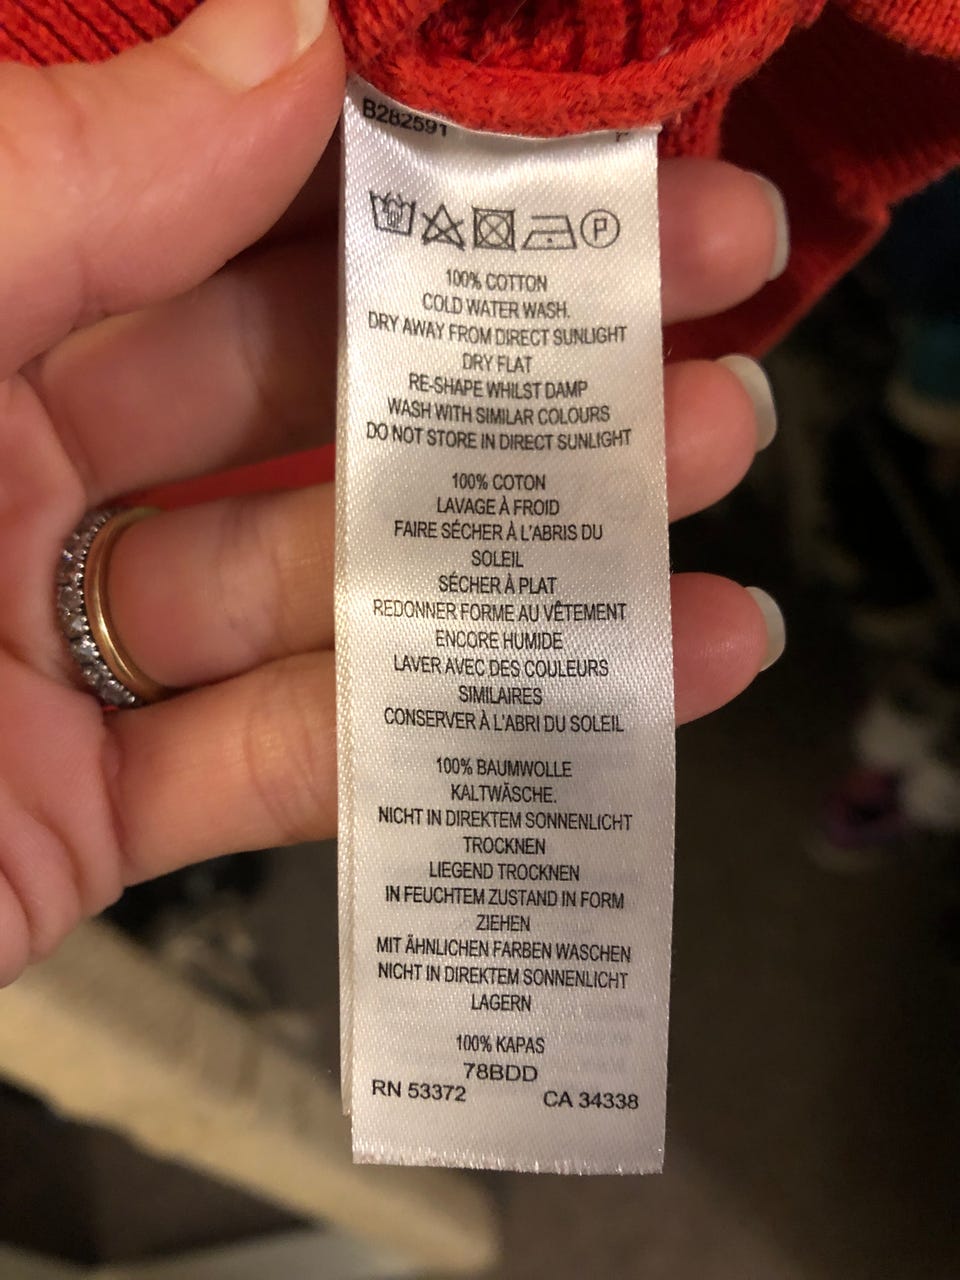 B282591
P
100% COTTON
COLD WATER WASH.
DRY AWAY FROM DIRECT SUNLIGHT
DRY FLAT
RE-SHAPE WHILST DAMP
WASH WITH SIMILAR COLOURS
DO NOT STORE IN DIRECT SUNLIGHT
100% COTON
LAVAGE À FROID
FAIRE SÉCHER À L'ABRIS DU
SOLEIL
SÉCHER À PLAT
REDONNER FORME AU VÊTEMENT
ENCORE HUMIDE
LAVER AVEC DES COULEURS
SIMILAIRES
CONSERVER À L'ABRI DU SOLEIL
100% BAUMWOLLE
KALTWÄSCHE.
NICHT IN DIREKTEM SONNENLICHT
TROCKNEN
LIEGEND TROCKNEN
IN FEUCHTEM ZUSTAND IN FORM
ZIEHEN
MIT ÄHNLICHEN FARBEN WASCHEN
NICHT IN DIREKTEM SONNENLICHT
LAGERN
100% KAPAS
78BDD
RN 53372 CA 34338